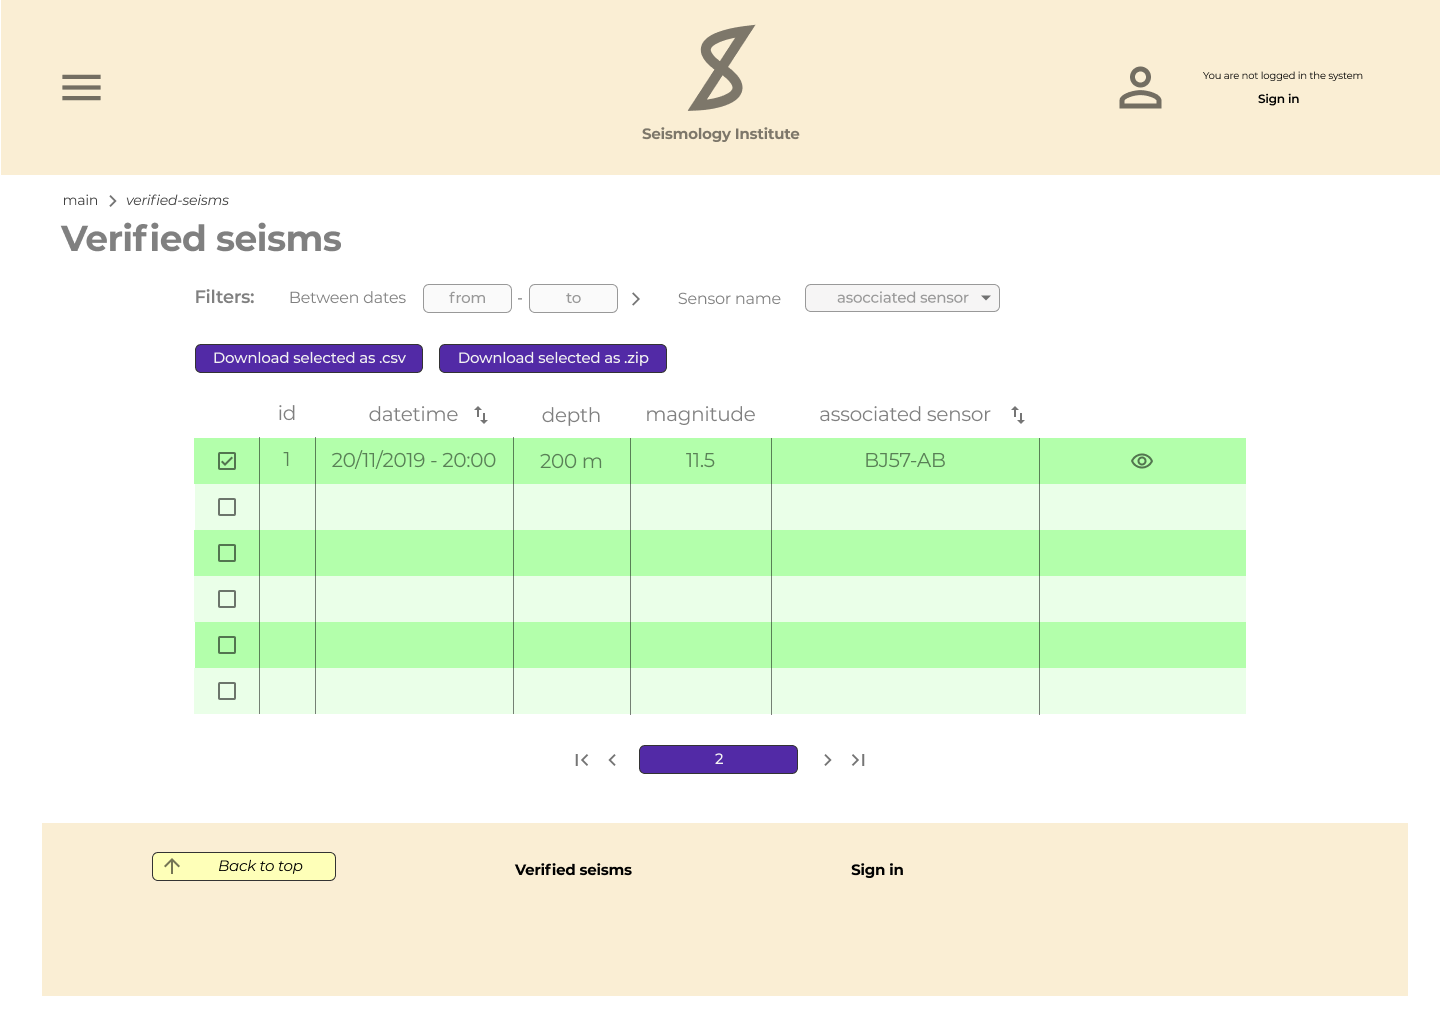 You are not logged in the system
Sign in
Seismology Institute
main > verified-seisms
Verified seisms
Filters: Between dates from - to > Sensor name asocciated sensor
Download selected as .csv Download selected as .zip
id datetime depth magnitude associated sensor
1 20/11/2019 - 20:00 200 m 11.5 BJ57-AB
2
Back to top Verified seisms Sign in